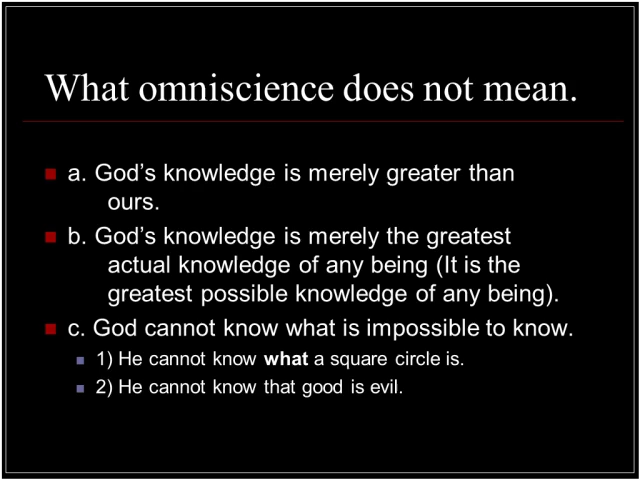 What omniscience does not mean.
a. God’s knowledge is merely greater than
ours.
b. God’s knowledge is merely the greatest
actual knowledge of any being (It is the
greatest possible knowledge of any being).
c. God cannot know what is impossible to know.
1) He cannot know what a square circle is.
2) He cannot know that good is evil.